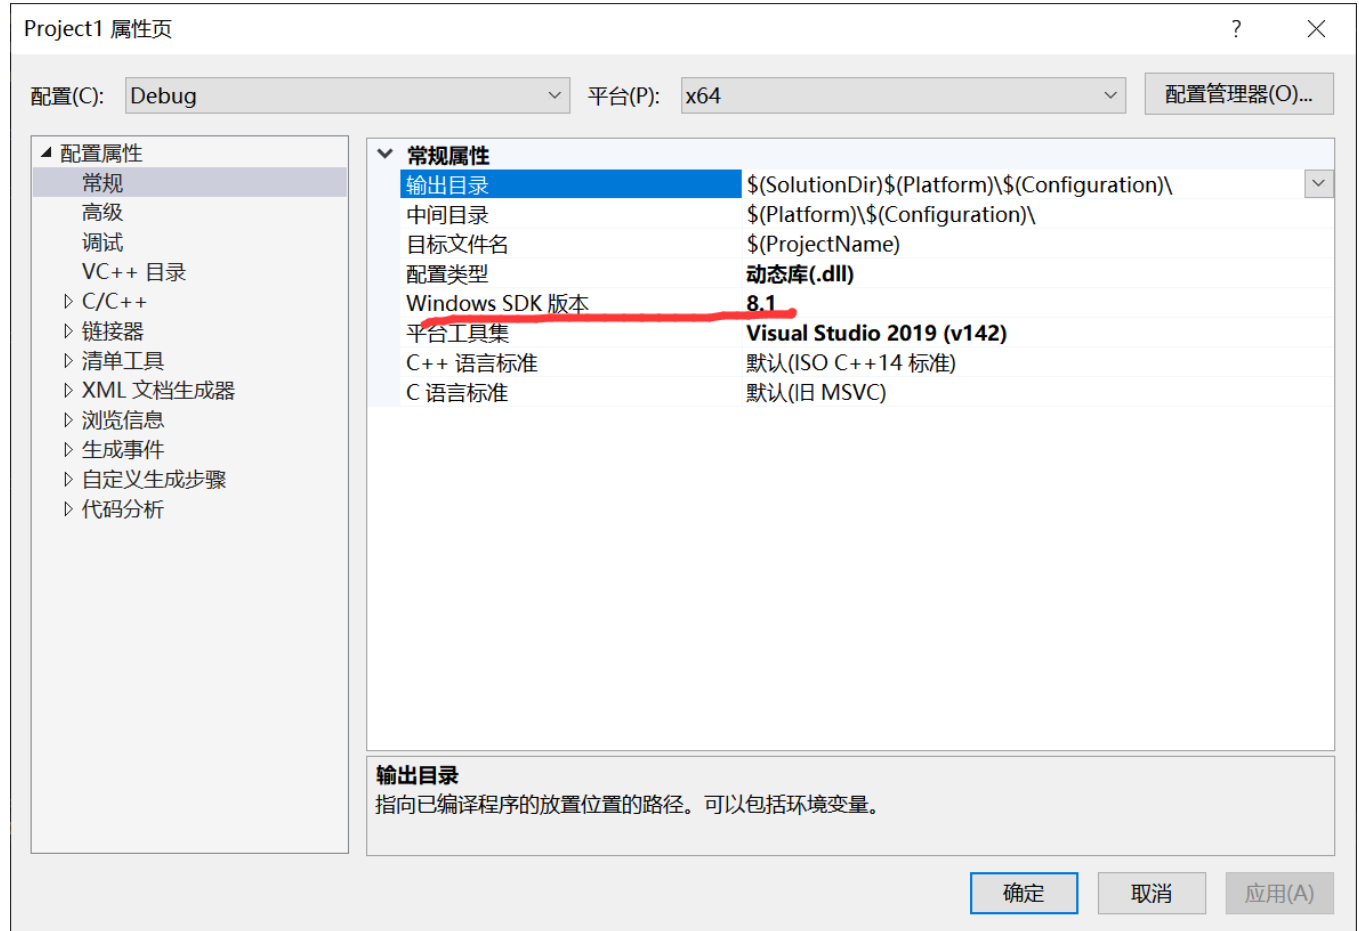 Project1 属性页
配置(C): Debug 平台(P): x64 配置管理器(O)...
配置属性
常规
高级
调试
VC++ 目录
C/C++
链接器
清单工具
XML 文档生成器
浏览信息
生成事件
自定义生成步骤
代码分析
常规属性
输出目录 $(SolutionDir)$(Platform)\$(Configuration)\
中间目录 $(Platform)\$(Configuration)\
目标文件名 $(ProjectName)
配置类型 动态库(.dll)
Windows SDK 版本 8.1
平台工具集 Visual Studio 2019 (v142)
C++ 语言标准 默认(ISO C++14 标准)
C 语言标准 默认(旧 MSVC)
输出目录
指向已编译程序的放置位置的路径。可以包括环境变量。
确定 取消 应用(A)